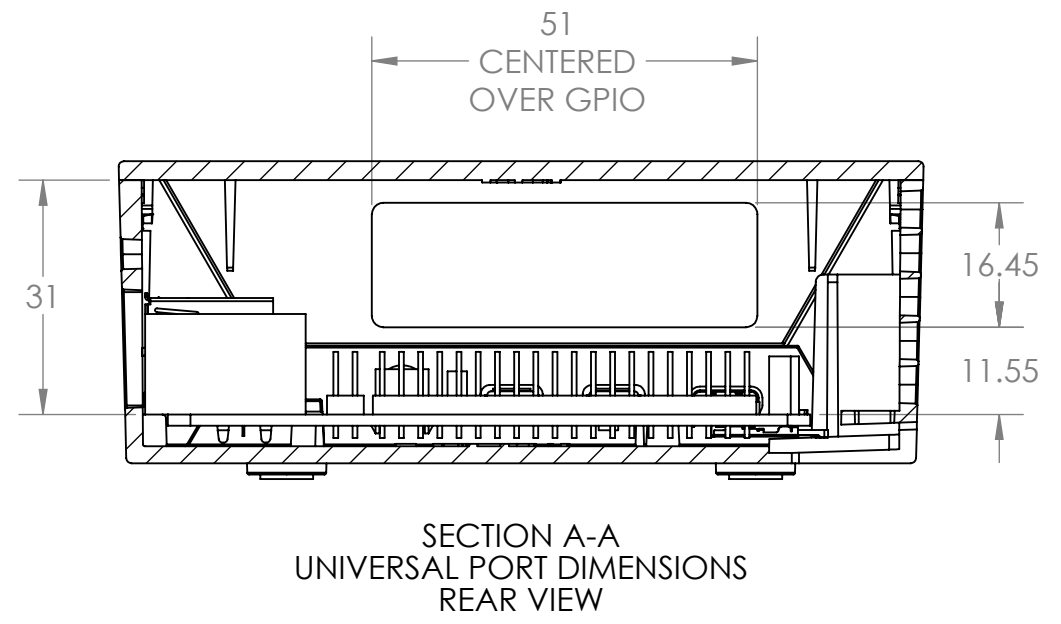 51
CENTERED
OVER GPIO
31
16.45
11.55
SECTION A-A
UNIVERSAL PORT DIMENSIONS
REAR VIEW